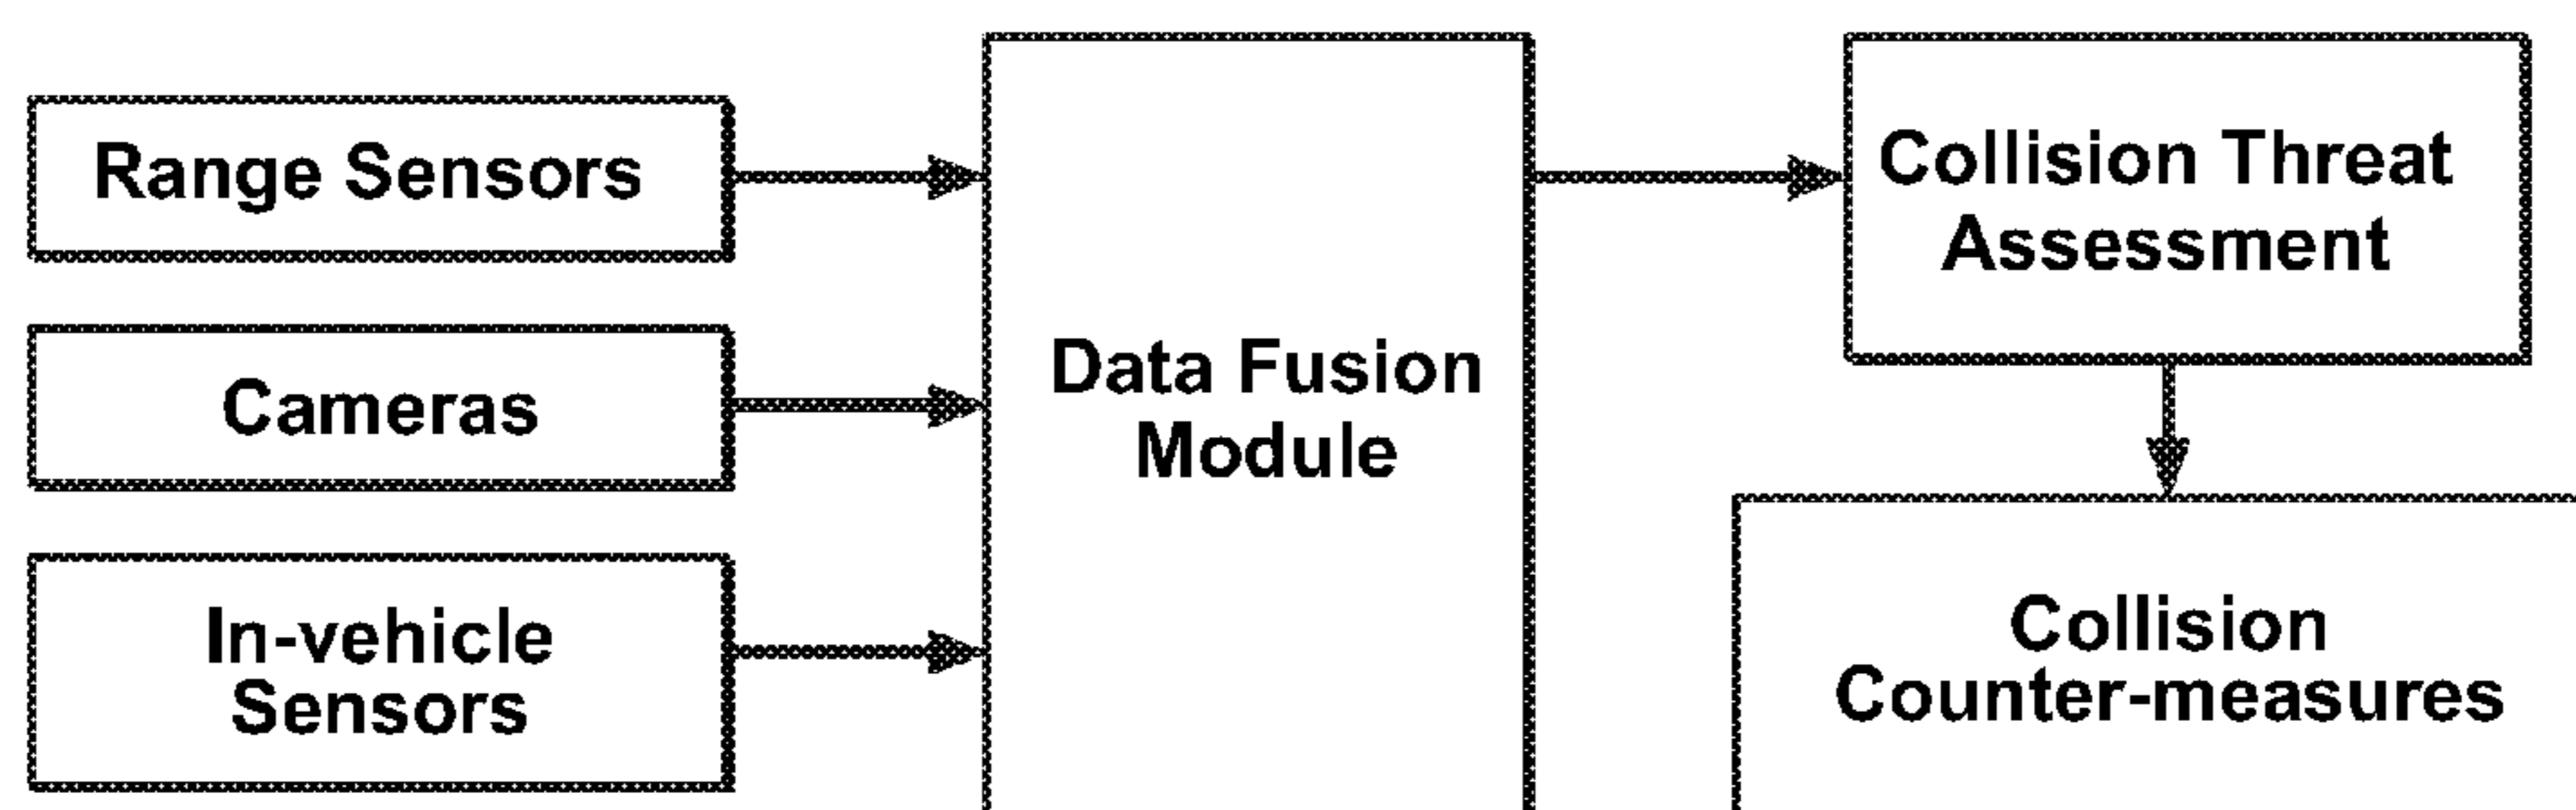 Range Sensors
Cameras
In-vehicle
Sensors
Data Fusion
Module
Collision Threat
Assessment
Collision
Counter-measures